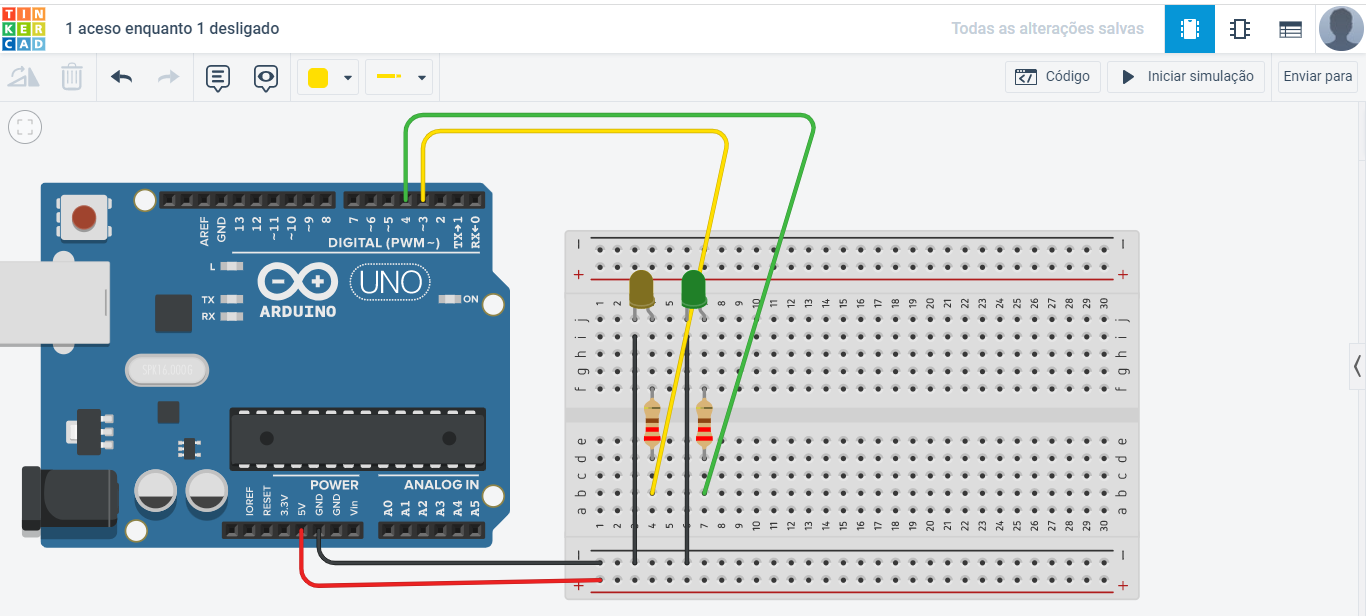 TIN
KER
CAD
1 aceso enquanto 1 desligado
Todas as alterações salvas
Código
Iniciar simulação
Enviar para
AREF
GND
13
12
~11
~10
~9
8
7
~6
~5
4
~3
2
TX→1
RX←0
DIGITAL (PWM~)
L
TX
RX
UNO
ARDUINO
ON
SPK16.000G
POWER
ANALOG IN
IOREF
RESET
3.3V
5V
GND
GND
Vin
A0
A1
A2
A3
A4
A5
1 2 5 8 9 10 11 12 13 14 15 16 17 18 19 20 21 22 23 24 25 26 27 28 29 30
j j
i i
h h
g g
f f
e e
d d
c c
b b
a a
1 2 3 4 5 6 7 8 9 10 11 12 13 14 15 16 17 18 19 20 21 22 23 24 25 26 27 28 29 30